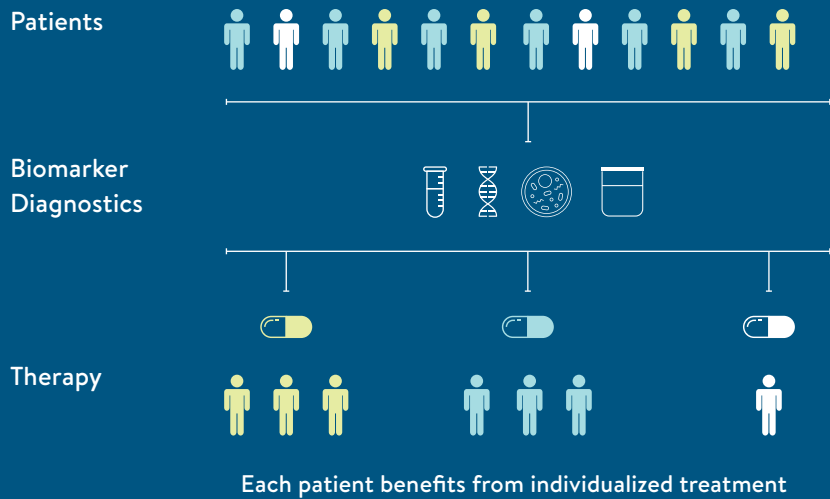 Patients
Biomarker
Diagnostics
Therapy
Each patient benefits from individualized treatment